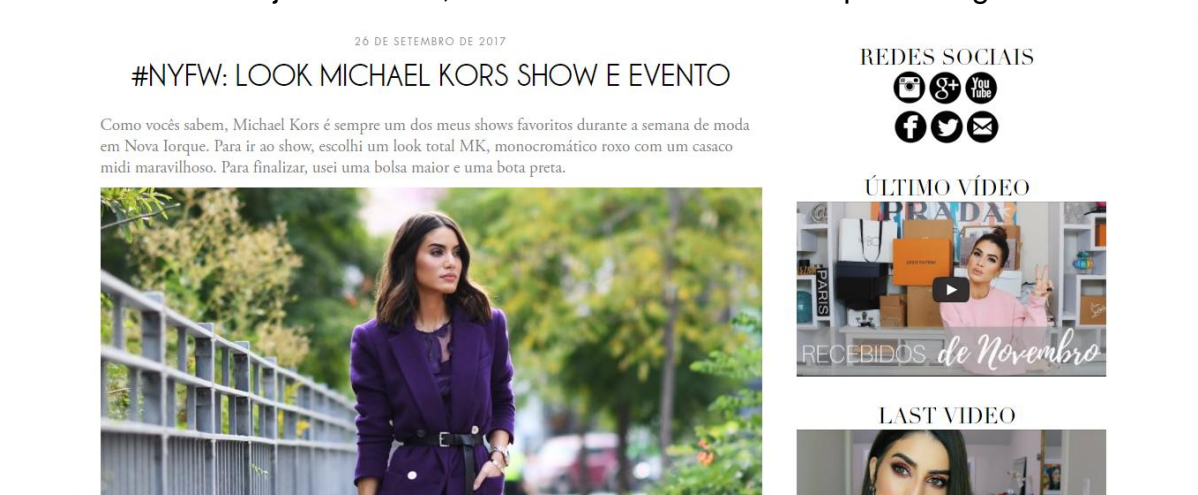 26 DE SETEMBRO DE 2017
#NYFW: LOOK MICHAEL KORS SHOW E EVENTO
Como vocês sabem, Michael Kors é sempre um dos meus shows favoritos durante a semana de moda
em Nova Iorque. Para ir ao show, escolhi um look total MK, monocromático roxo com um casaco
midi maravilhoso. Para finalizar, usei uma bolsa maior e uma bota preta.
REDES SOCIAIS
g+
You
Tube
f
ÚLTIMO VÍDEO
PRADA
PARIS
RECEBIDOS de Novembro
LAST VIDEO